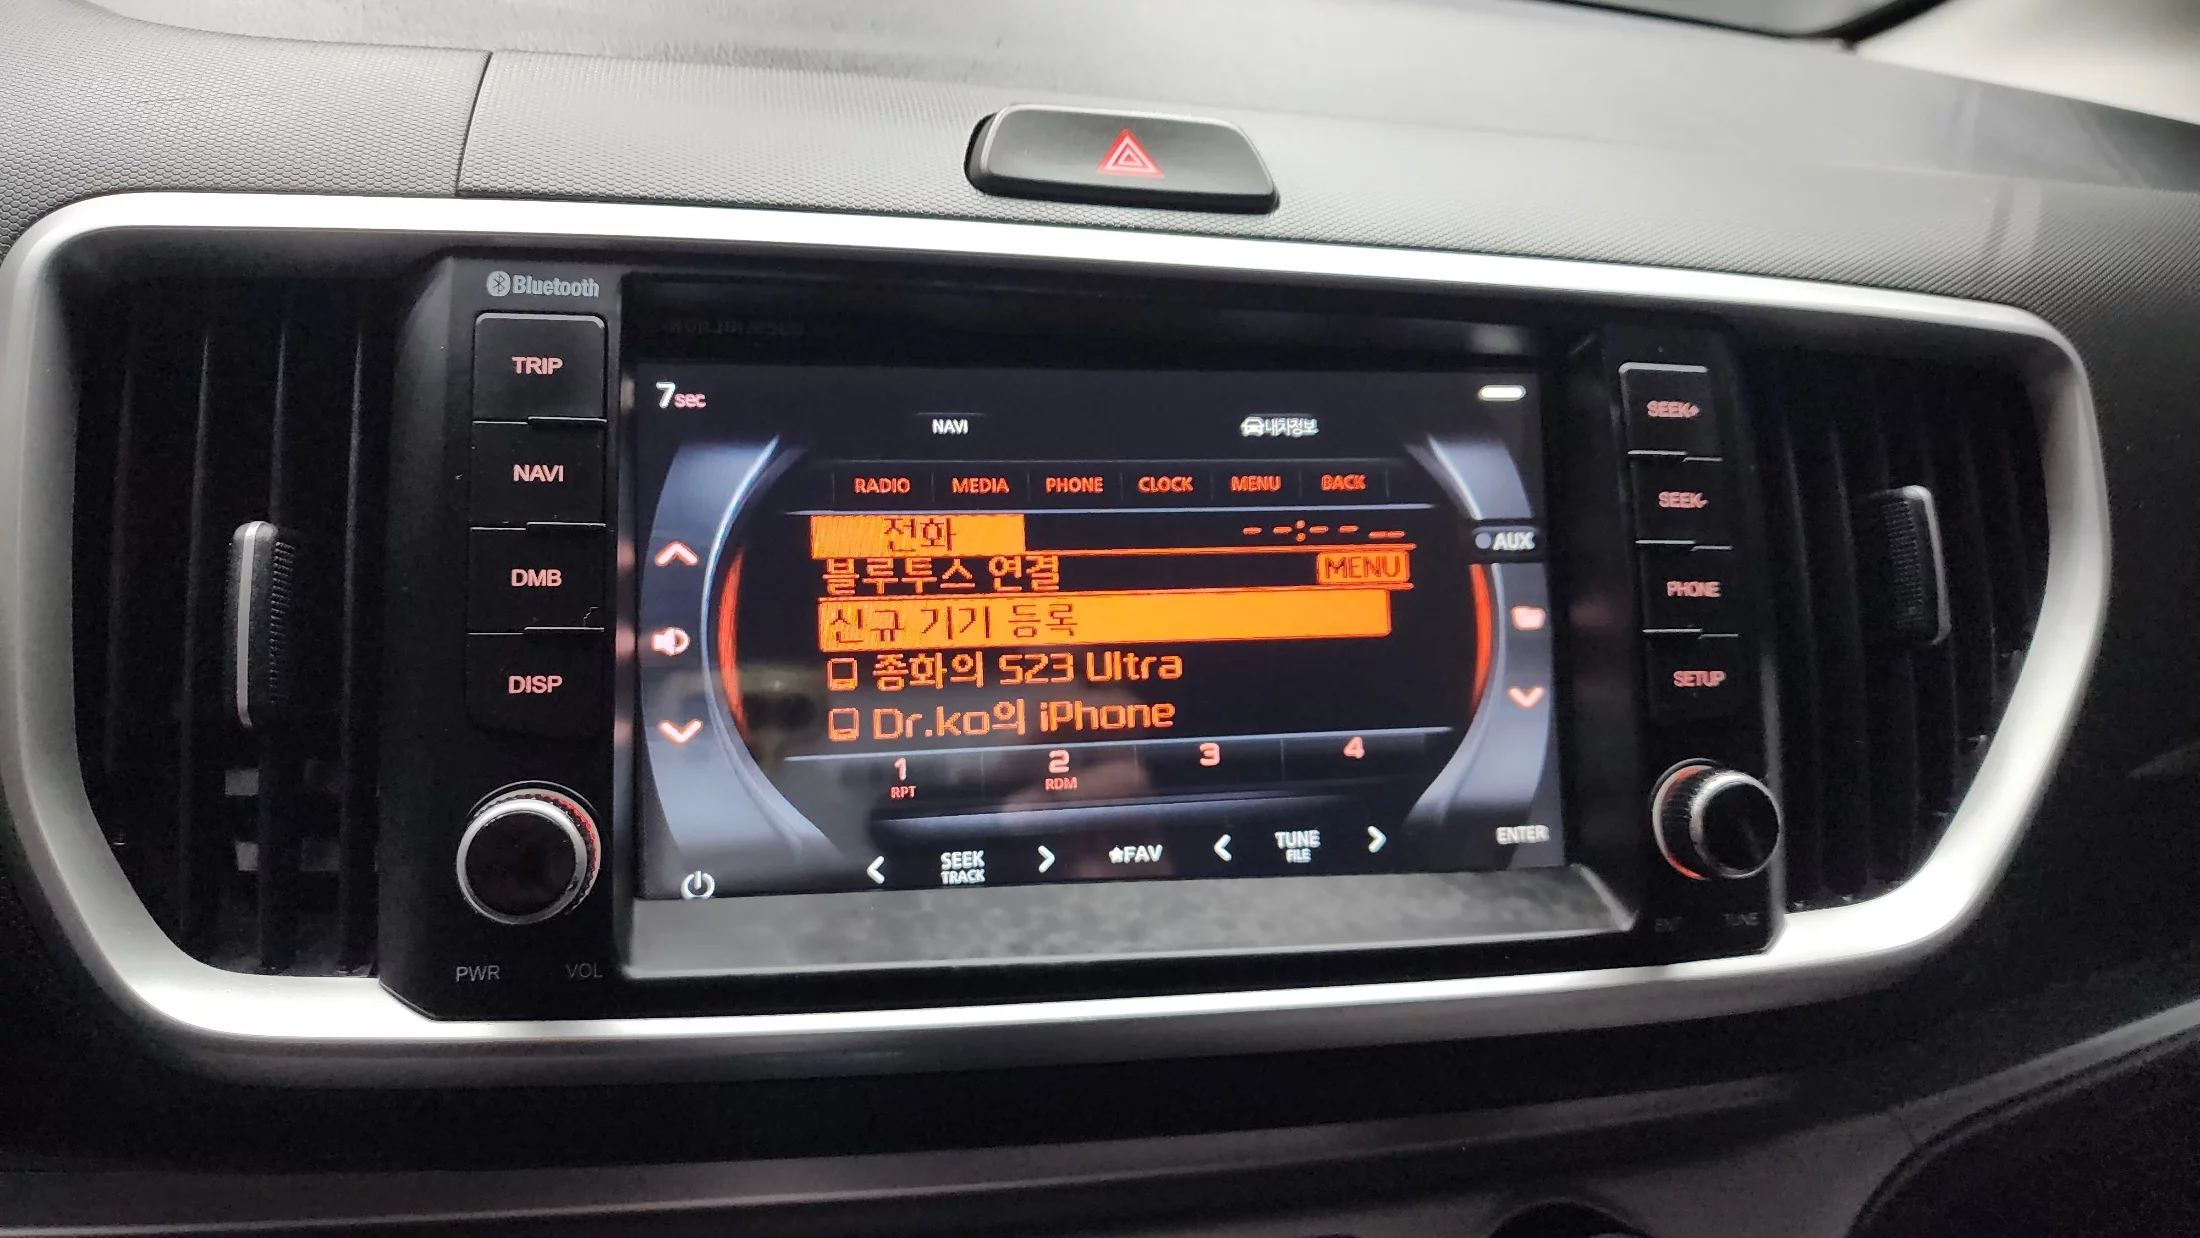 Bluetooth
TRIP
NAVI
DMB
DISP
PWR VOL
7sec
NAVI 내차정보
RADIO MEDIA PHONE CLOCK MENU BACK
전화 --:-- __
블루투스 연결 MENU
신규 기기 등록
종화의 S23 Ultra
Dr.ko의 iPhone
1 2 3 4
RPT RDM
AUX
< SEEK > ★FAV < TUNE >
TRACK FILE
ENTER
SEEK+
SEEK-
PHONE
SETUP
ENT TUNE